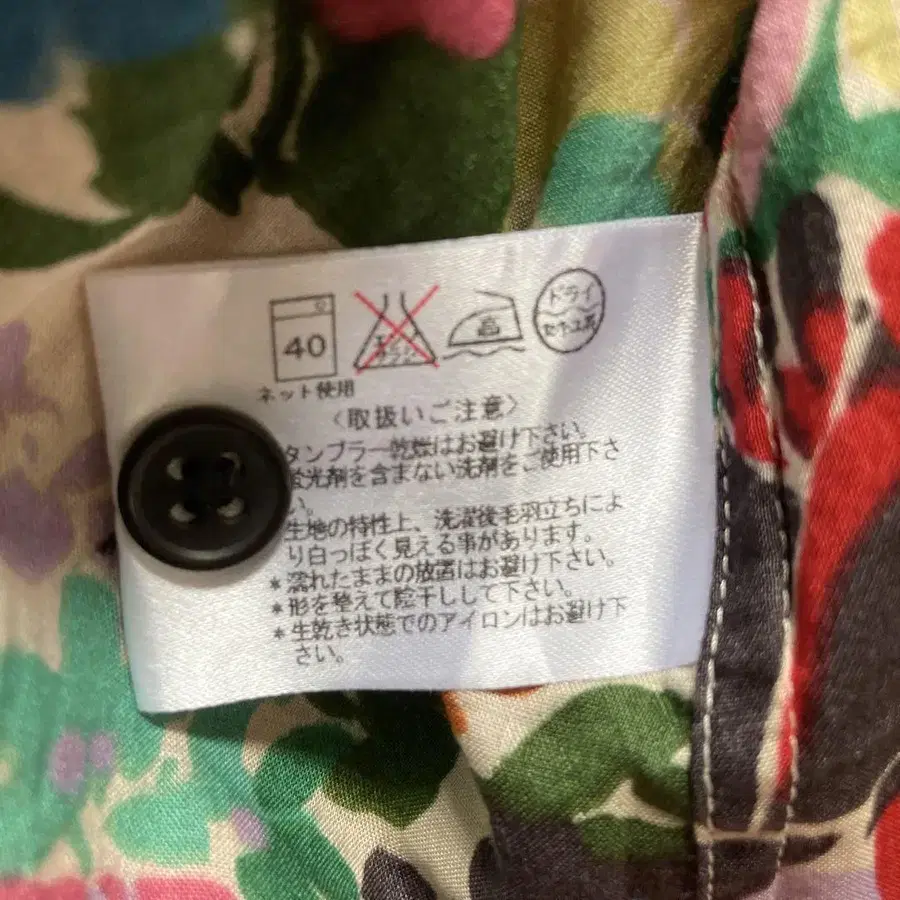 40
高
ドライ
セキユ系
ネット使用
〈取扱いご注意〉
タンブラー乾燥はお避け下さい。
蛍光剤を含まない洗剤をご使用下さ
い。
生地の特性上、洗濯後毛羽立ちによ
り白っぽく見える事があります。
*濡れたままの放置はお避け下さい。
*形を整えて陰干しして下さい。
*生乾き状態でのアイロンはお避け下
さい。